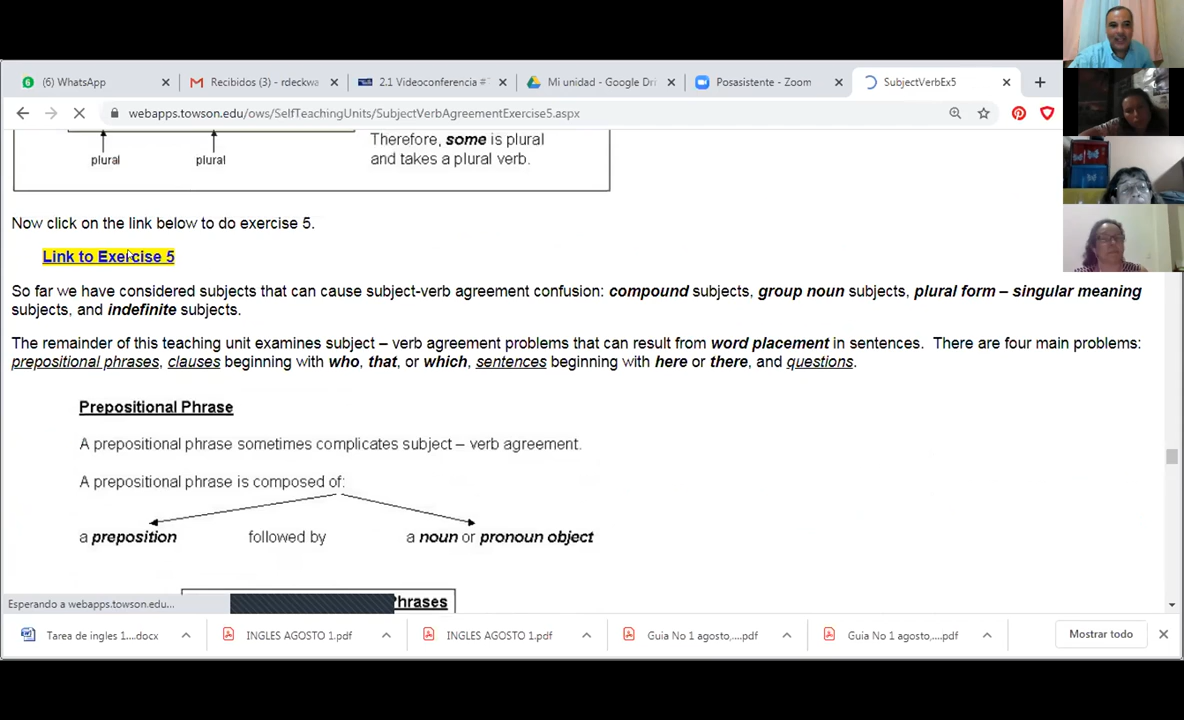 (6) WhatsApp
Recibidos (3) - rdeckwa
2.1 Videoconferencia #
Mi unidad - Google Dri
Posasistente - Zoom
SubjectVerbEx5
webapps.towson.edu/ows/SelfTeachingUnits/SubjectVerbAgreementExercise5.aspx
plural plural
Therefore, some is plural
and takes a plural verb.
Now click on the link below to do exercise 5.
Link to Exercise 5
So far we have considered subjects that can cause subject-verb agreement confusion: compound subjects, group noun subjects, plural form – singular meaning
subjects, and indefinite subjects.
The remainder of this teaching unit examines subject – verb agreement problems that can result from word placement in sentences. There are four main problems:
prepositional phrases, clauses beginning with who, that, or which, sentences beginning with here or there, and questions.
Prepositional Phrase
A prepositional phrase sometimes complicates subject – verb agreement.
A prepositional phrase is composed of:
a preposition followed by a noun or pronoun object
Phrases
Esperando a webapps.towson.edu...
Tarea de ingles 1....docx
INGLES AGOSTO 1.pdf
INGLES AGOSTO 1.pdf
Guia No 1 agosto,....pdf
Guia No 1 agosto,....pdf
Mostrar todo